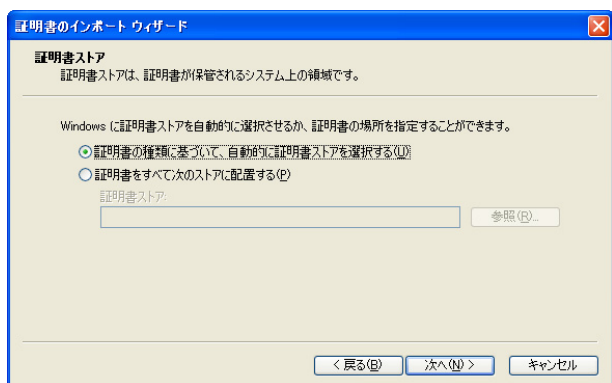 証明書のインポート ウィザード
証明書ストア
証明書ストアは、証明書が保管されるシステム上の領域です。
Windows に証明書ストアを自動的に選択させるか、証明書の場所を指定することができます。
証明書の種類に基づいて、自動的に証明書ストアを選択する(U)
証明書をすべて次のストアに配置する(P)
証明書ストア:
参照(R)...
< 戻る(B)
次へ(N) >
キャンセル